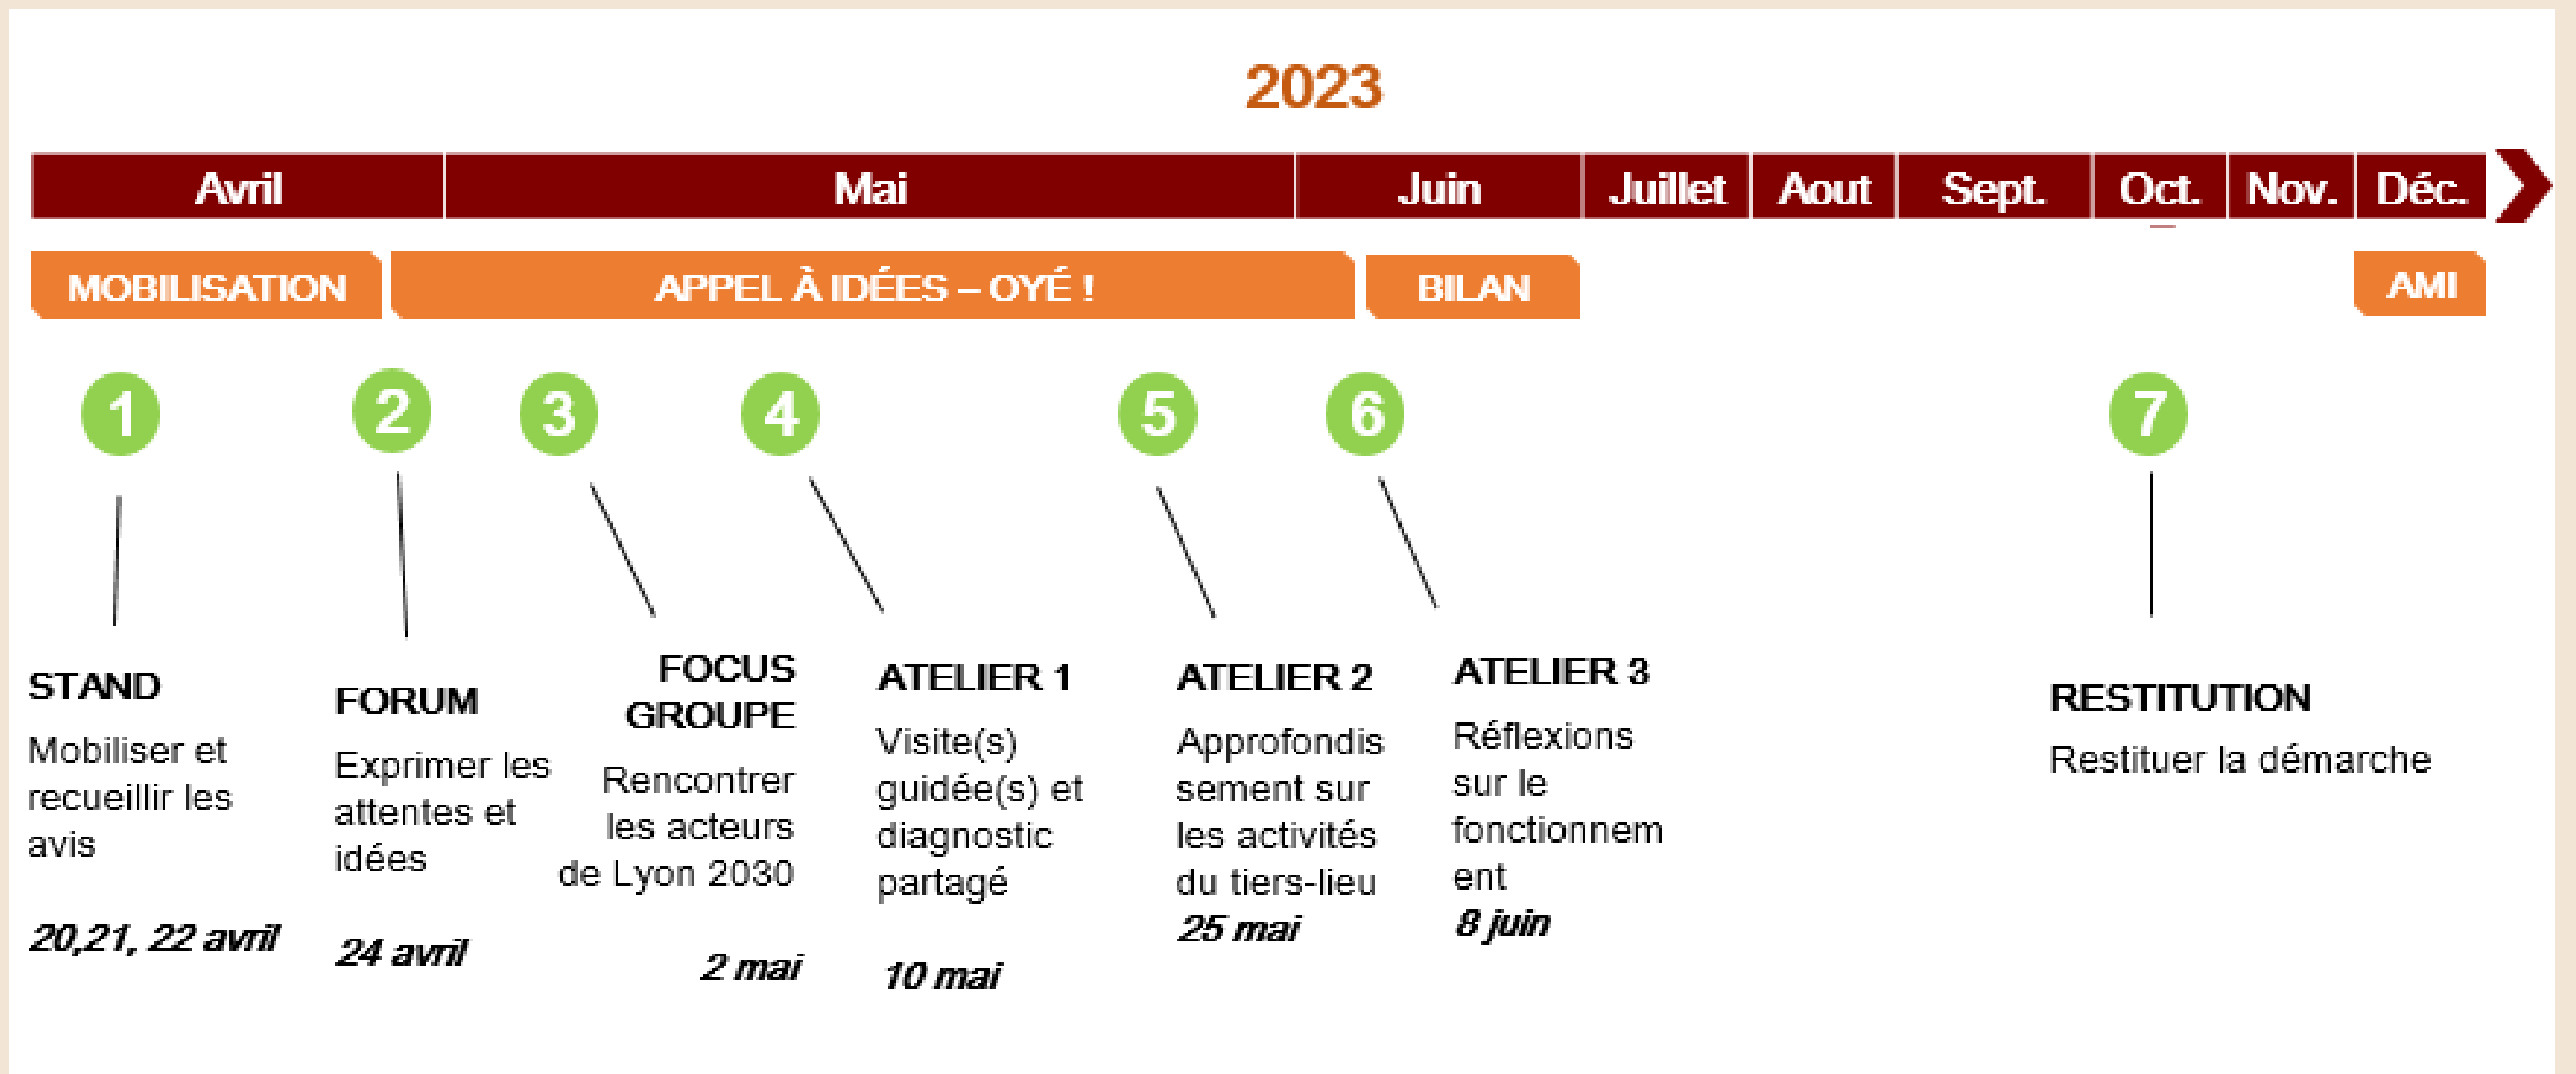 2023
Avril
Mai
Juin
Juillet
Aout
Sept.
Oct.
Nov.
Déc.
MOBILISATION
APPEL À IDÉES – OYÉ !
BILAN
AMI
1
2
3
4
5
6
7
STAND
Mobiliser et
recueillir les
avis
20,21, 22 avril
FORUM
Exprimer les
attentes et
idées
24 avril
FOCUS
GROUPE
Rencontrer
les acteurs
de Lyon 2030
2 mai
ATELIER 1
Visite(s)
guidée(s) et
diagnostic
partagé
10 mai
ATELIER 2
Approfondis
sement sur
les activités
du tiers-lieu
25 mai
ATELIER 3
Réflexions
sur le
fonctionnem
ent
8 juin
RESTITUTION
Restituer la démarche